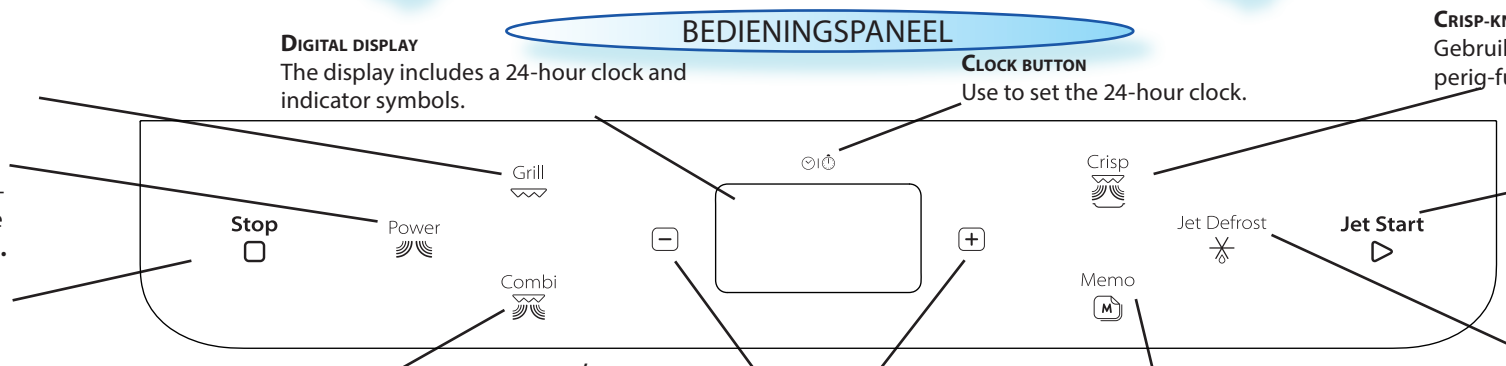 BEDIENINGSPANEEL
DIGITAL DISPLAY
The display includes a 24-hour clock and
indicator symbols.
CLOCK BUTTON
Use to set the 24-hour clock.
Grill
Crisp
Stop
Power
Jet Defrost
Jet Start
Combi
Memo
M